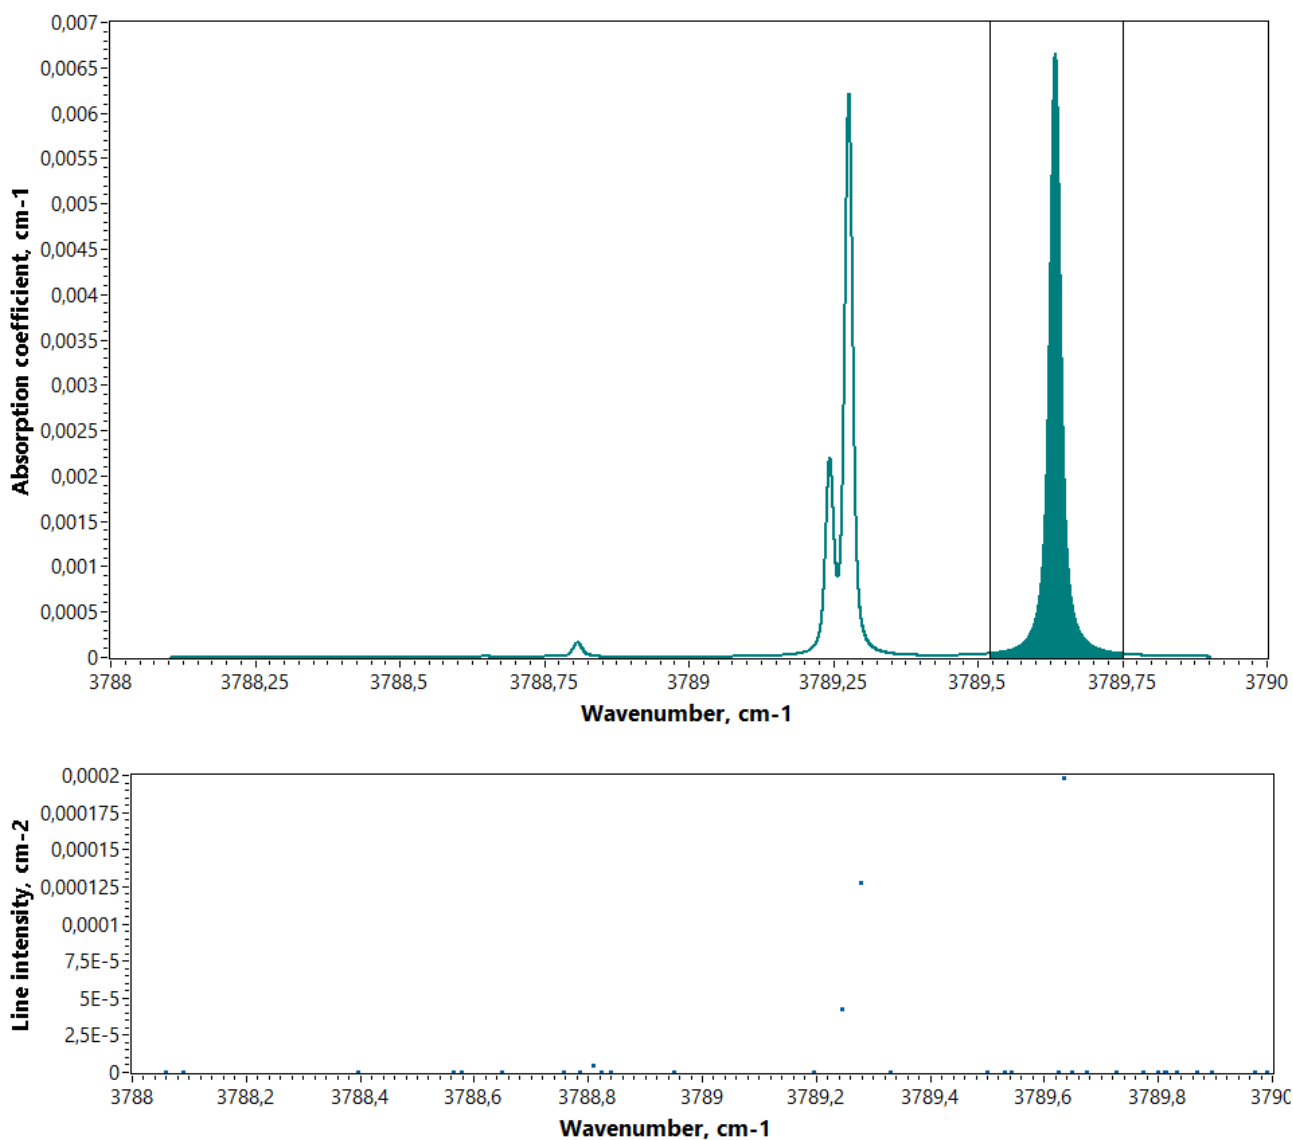 0,007
0,0065
0,006
0,0055
0,005
0,0045
0,004
0,0035
0,003
0,0025
0,002
0,0015
0,001
0,0005
0
Absorption coefficient, cm-1
3788 3788,25 3788,5 3788,75 3789 3789,25 3789,5 3789,75 3790
Wavenumber, cm-1
0,0002
0,000175
0,00015
0,000125
0,0001
7,5E-5
5E-5
2,5E-5
0
Line intensity, cm-2
3788 3788,2 3788,4 3788,6 3788,8 3789 3789,2 3789,4 3789,6 3789,8 3790
Wavenumber, cm-1